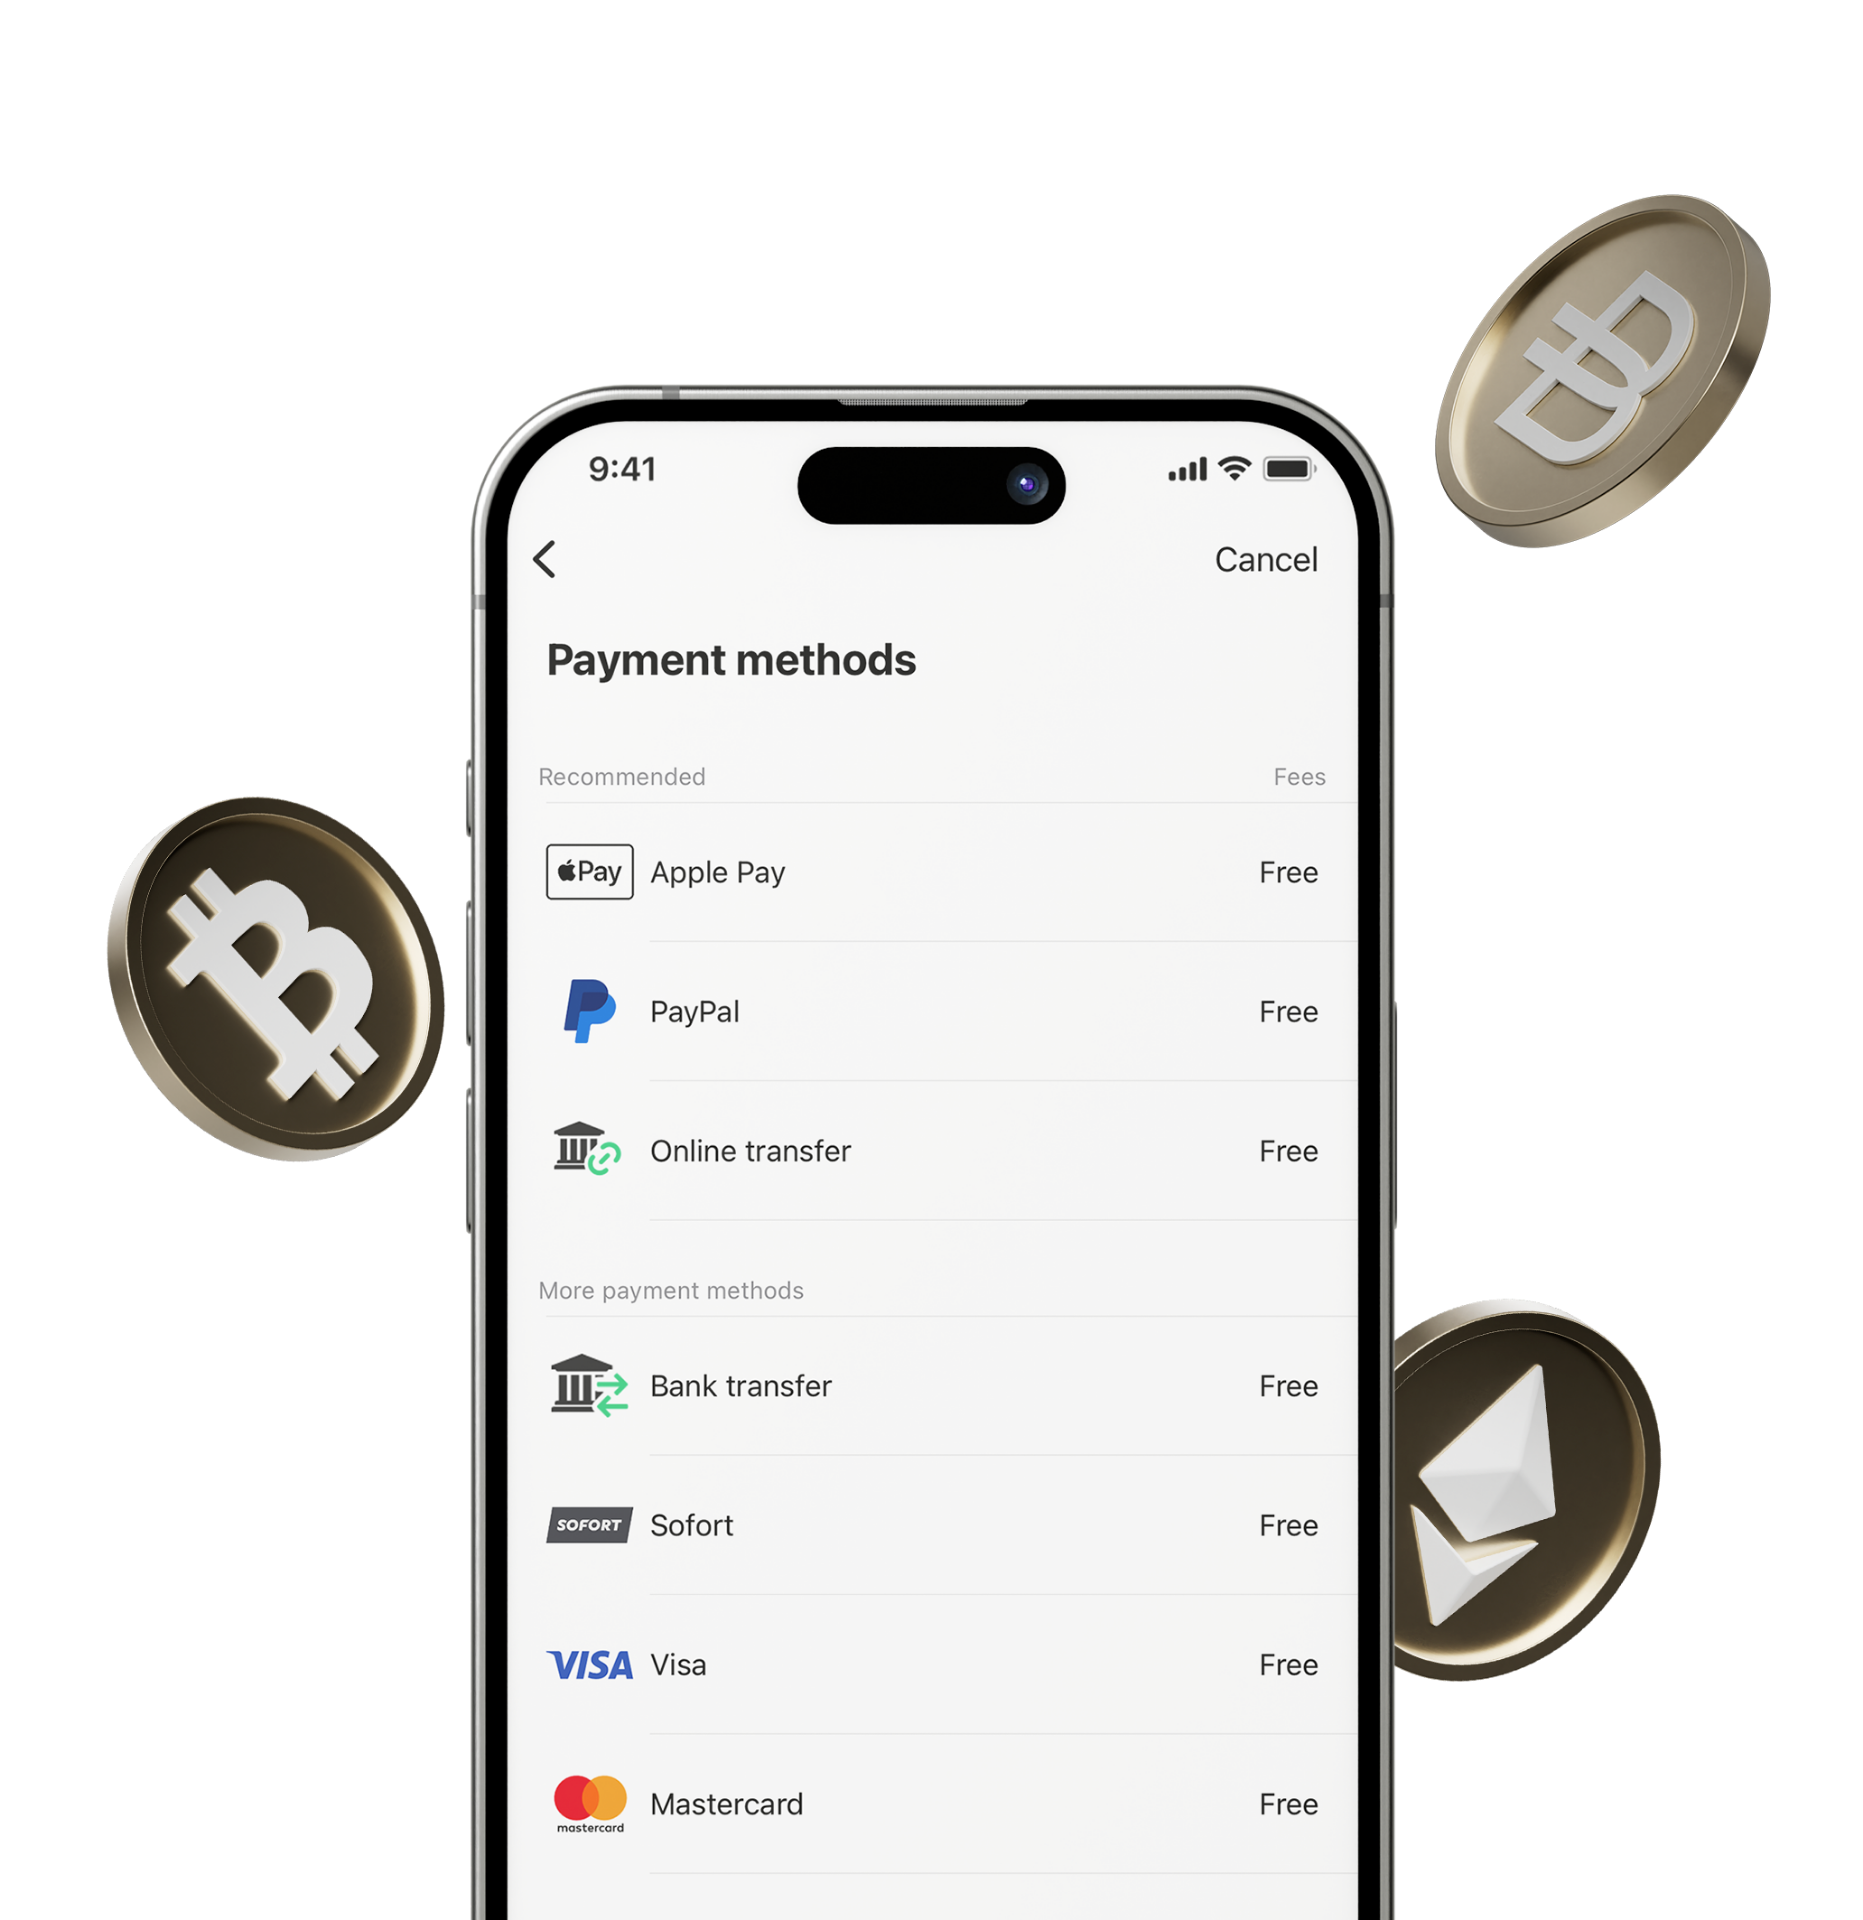 9:41
Cancel
Payment methods
Recommended Fees
Pay Apple Pay Free
PayPal Free
Online transfer Free
More payment methods
Bank transfer Free
SOFORT Sofort Free
VISA Visa Free
mastercard Mastercard Free